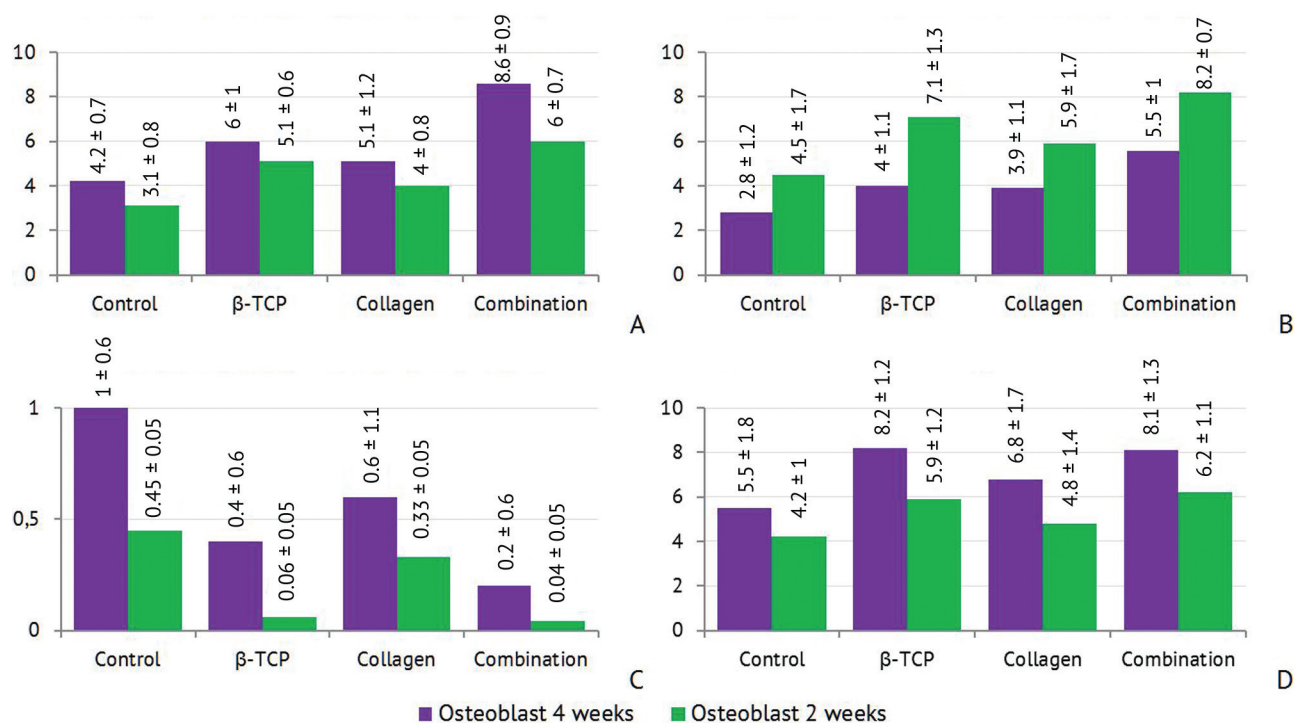 10
8
6
4
2
0
4.2 ± 0.7
3.1 ± 0.8
6 ± 1
5.1 ± 0.6
5.1 ± 1.2
4 ± 0.8
8.6 ± 0.9
6 ± 0.7
Control
β-TCP
Collagen
Combination
A
10
8
6
4
2
0
2.8 ± 1.2
4.5 ± 1.7
4 ± 1.1
7.1 ± 1.3
3.9 ± 1.1
5.9 ± 1.7
5.5 ± 1
8.2 ± 0.7
Control
β-TCP
Collagen
Combination
B
1
0,5
0
1 ± 0.6
0.45 ± 0.05
0.4 ± 0.6
0.06 ± 0.05
0.6 ± 1.1
0.33 ± 0.05
0.2 ± 0.6
0.04 ± 0.05
Control
β-TCP
Collagen
Combination
C
10
8
6
4
2
0
5.5 ± 1.8
4.2 ± 1
8.2 ± 1.2
5.9 ± 1.2
6.8 ± 1.7
4.8 ± 1.4
8.1 ± 1.3
6.2 ± 1.1
Control
β-TCP
Collagen
Combination
D
Osteoblast 4 weeks
Osteoblast 2 weeks